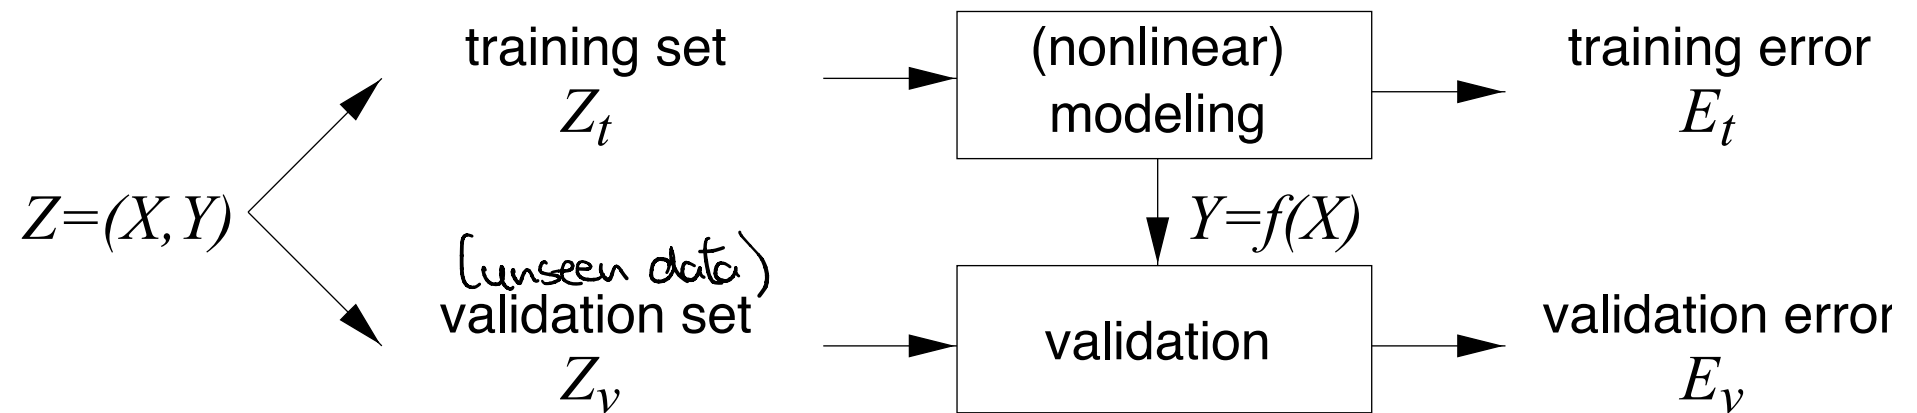 training set
Z_t
(nonlinear)
modeling
training error
E_t
Z=(X,Y)
Y=f(X)
(unseen data)
validation set
Z_v
validation
validation error
E_v